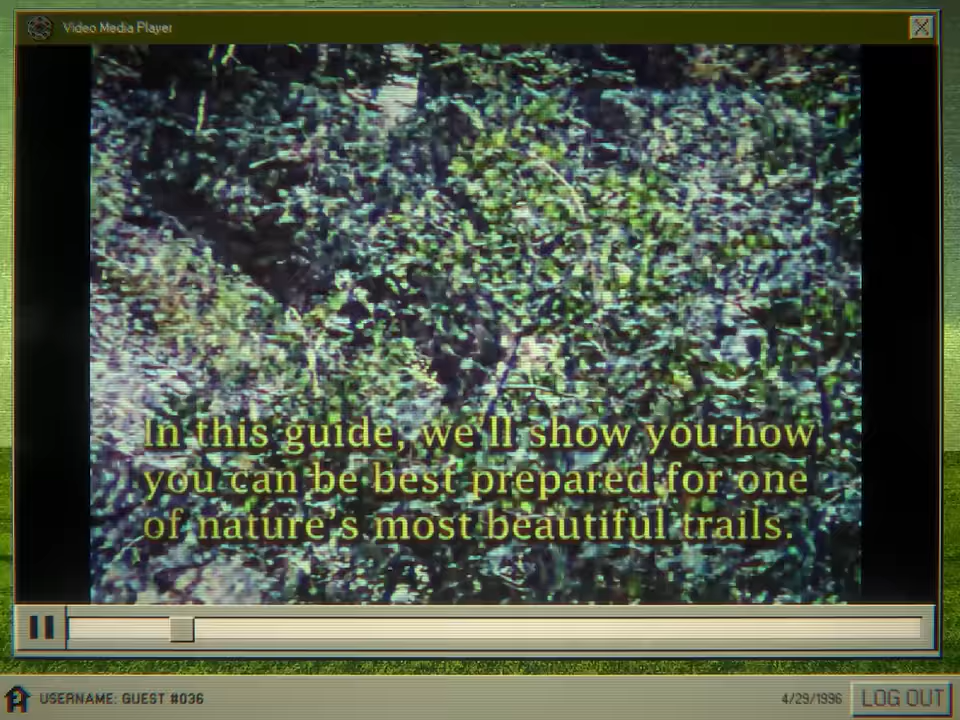 Video Media Player
In this guide, we'll show you how
you can be best prepared for one
of nature's most beautiful trails.
USERNAME: GUEST #036
4/29/1996
LOG OUT